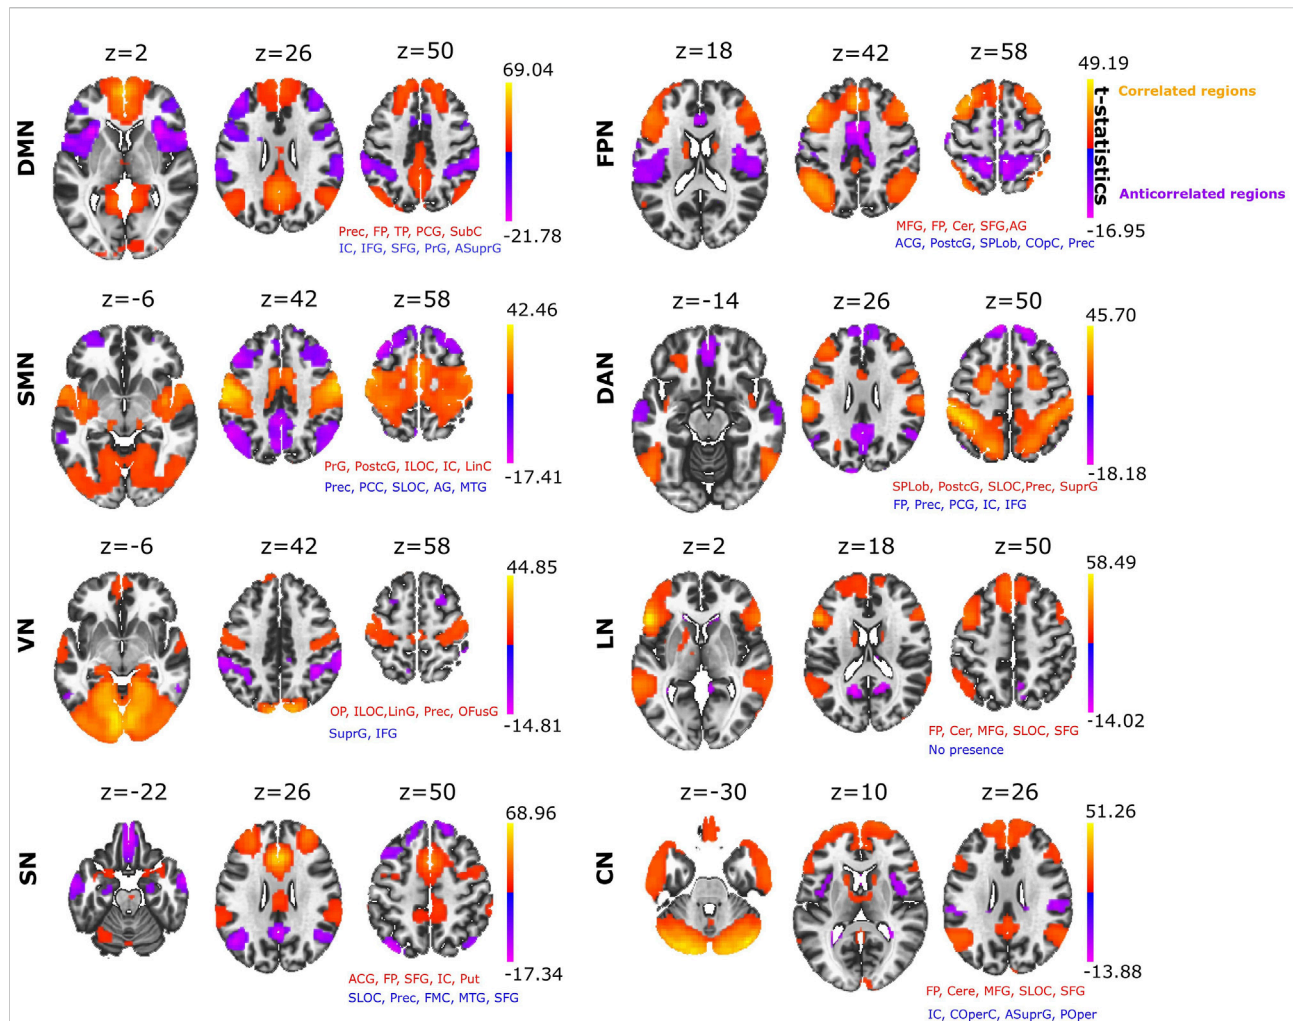 z=2 z=26 z=50
69.04
DMN
-21.78
Prec, FP, TP, PCG, SubC
IC, IFG, SFG, PrG, ASuprG
z=18 z=42 z=58
49.19
FPN
t-statistics
Correlated regions
Anticorrelated regions
-16.95
MFG, FP, Cer, SFG,AG
ACG, PostcG, SPLob, COpC, Prec
z=-6 z=42 z=58
42.46
SMN
-17.41
PrG, PostcG, ILOC, IC, LinC
Prec, PCC, SLOC, AG, MTG
z=-14 z=26 z=50
45.70
DAN
-18.18
SPLob, PostcG, SLOC,Prec, SuprG
FP, Prec, PCG, IC, IFG
z=-6 z=42 z=58
44.85
VN
-14.81
OP, ILOC,LinG, Prec, OFusG
SuprG, IFG
z=2 z=18 z=50
58.49
LN
-14.02
FP, Cer, MFG, SLOC, SFG
No presence
z=-22 z=26 z=50
68.96
SN
-17.34
ACG, FP, SFG, IC, Put
SLOC, Prec, FMC, MTG, SFG
z=-30 z=10 z=26
51.26
CN
-13.88
FP, Cere, MFG, SLOC, SFG
IC, COperC, ASuprG, POper